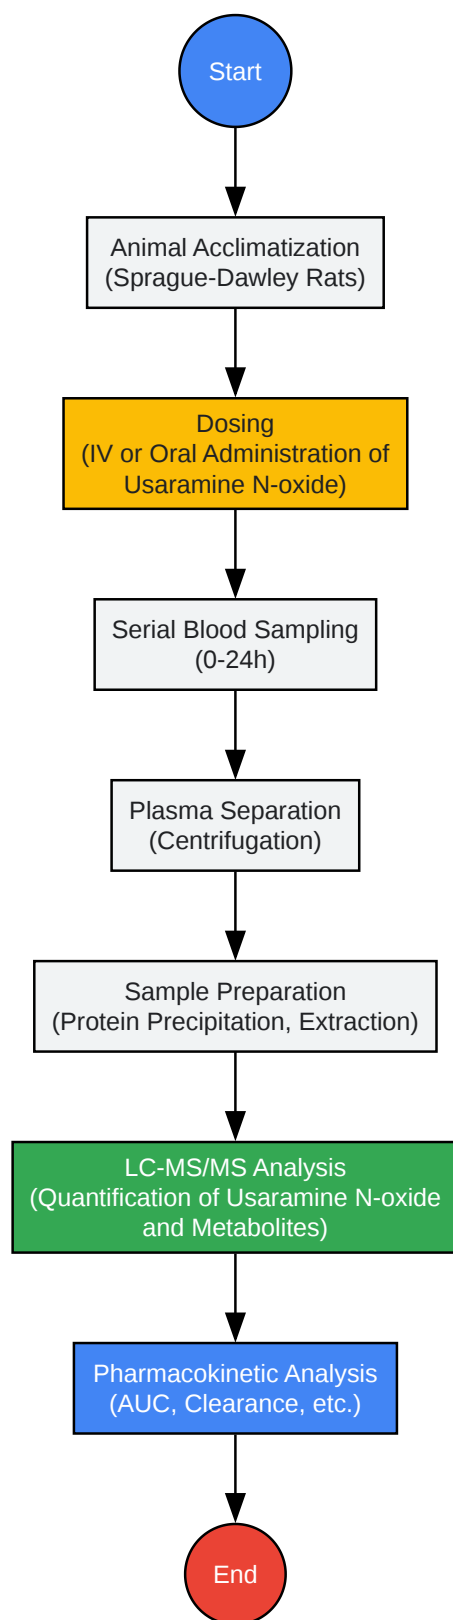 Start
Animal Acclimatization
(Sprague-Dawley Rats)
Dosing
(IV or Oral Administration of
Usaramine N-oxide)
Serial Blood Sampling
(0-24h)
Plasma Separation
(Centrifugation)
Sample Preparation
(Protein Precipitation, Extraction)
LC-MS/MS Analysis
(Quantification of Usaramine N-oxide
and Metabolites)
Pharmacokinetic Analysis
(AUC, Clearance, etc.)
End